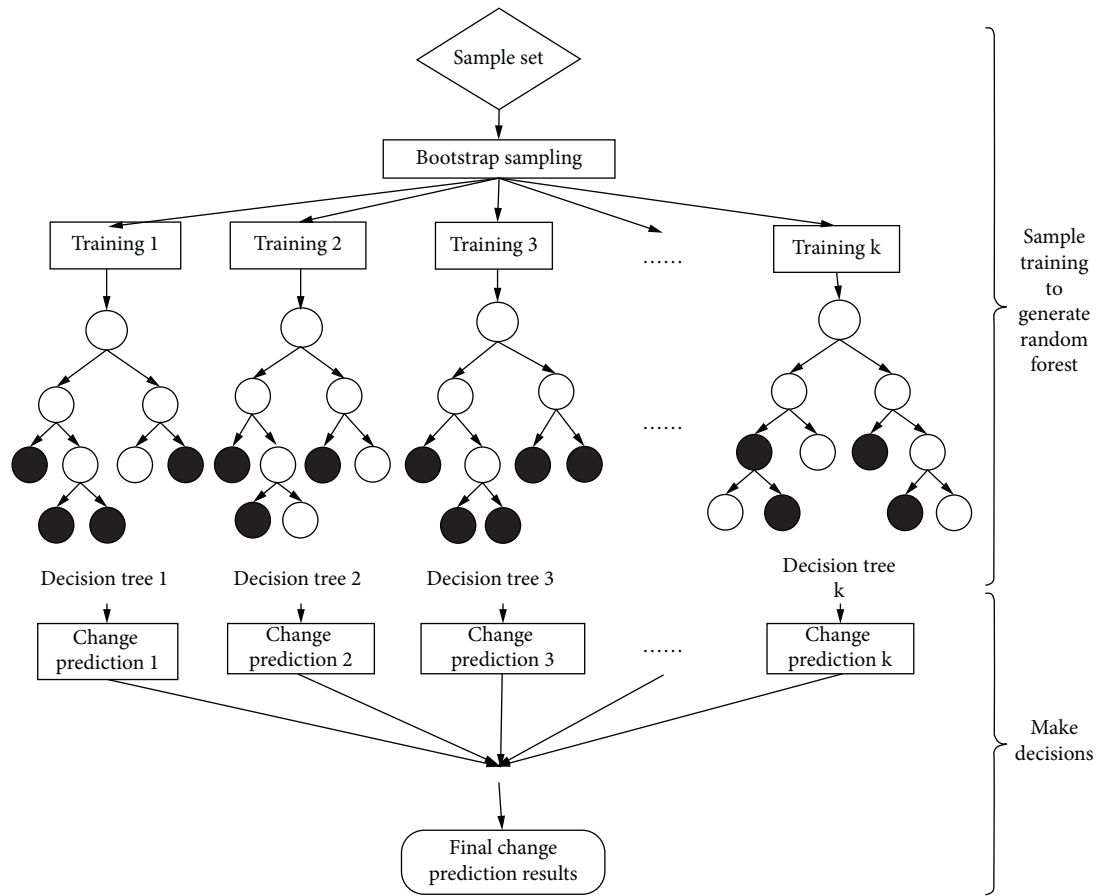 Sample set
Bootstrap sampling
Training 1
Training 2
Training 3
......
Training k
Sample
training
to
generate
random
forest
......
Decision tree 1
Decision tree 2
Decision tree 3
Decision tree
k
Change
prediction 1
Change
prediction 2
Change
prediction 3
......
Change
prediction k
Make
decisions
Final change
prediction results